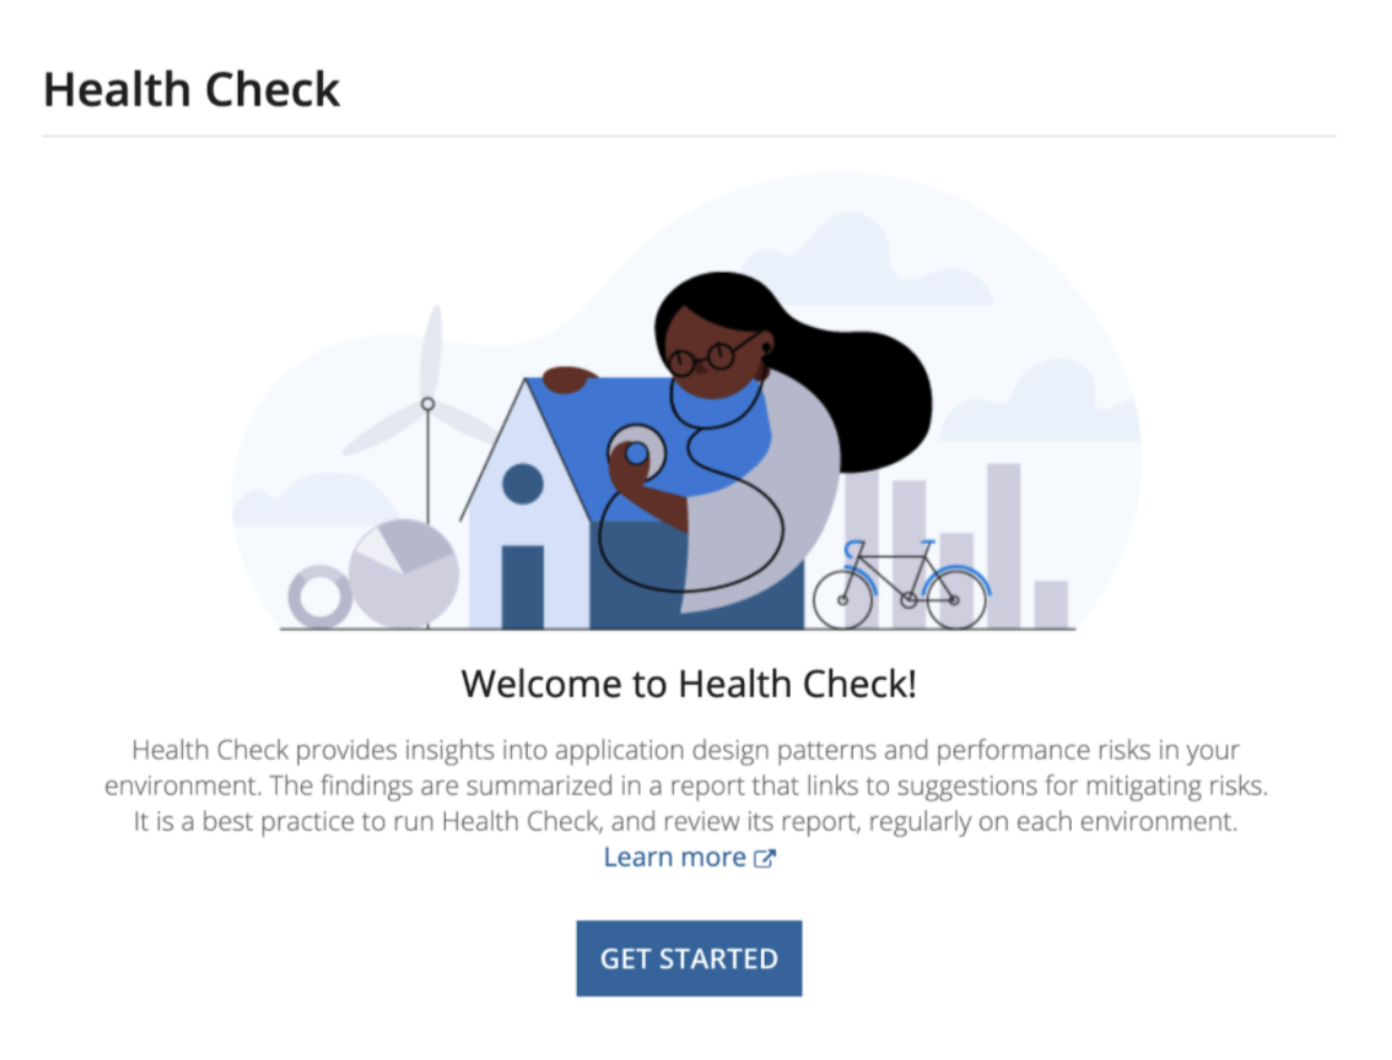 Health Check
Welcome to Health Check!
Health Check provides insights into application design patterns and performance risks in your
environment. The findings are summarized in a report that links to suggestions for mitigating risks.
It is a best practice to run Health Check, and review its report, regularly on each environment.
Learn more
GET STARTED